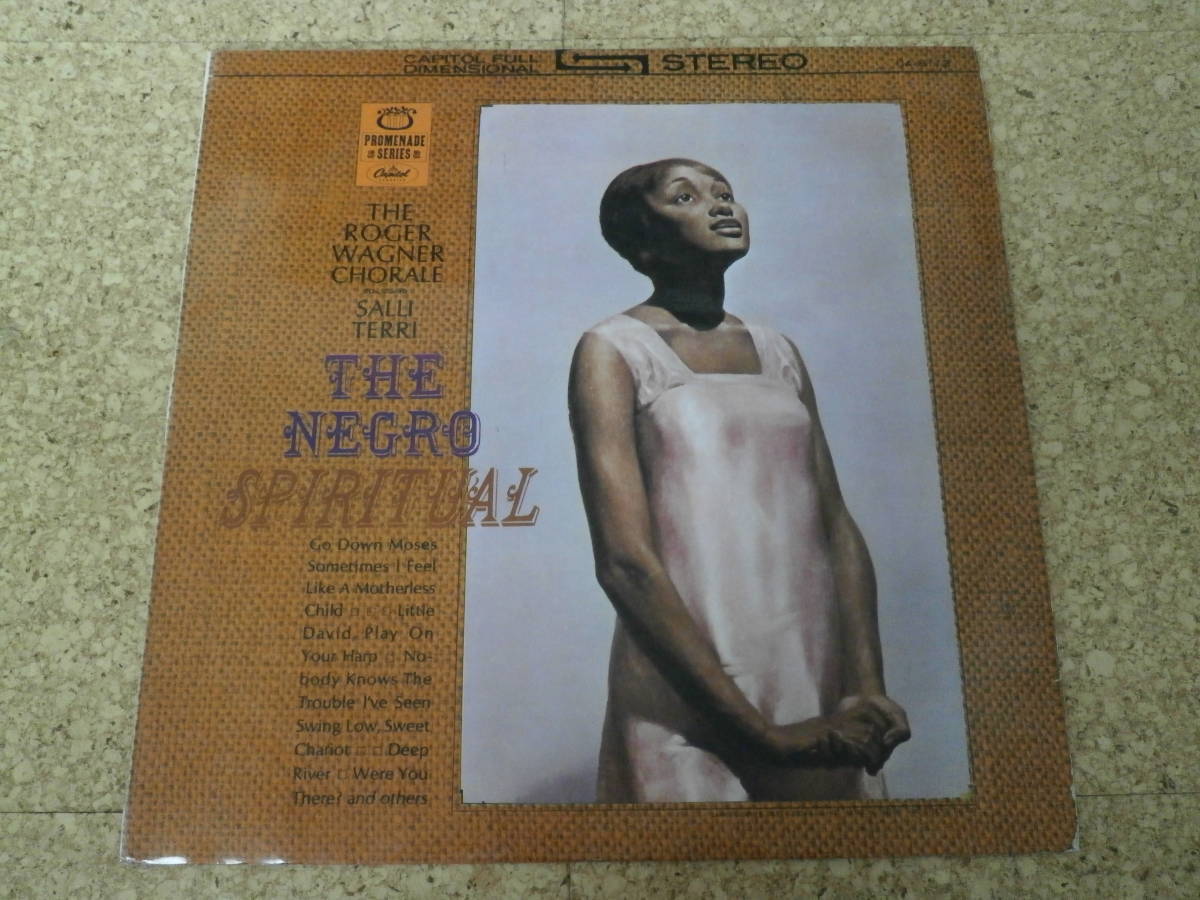 CAPITOL FULL
DIMENSIONAL
STEREO
PROMENADE
SERIES
Capitol
THE
ROGER
WAGNER
CHORALE
SALLI
TERRI
THE
NEGRO
SPIRITUAL
Go Down Moses
Sometimes I Feel
Like A Motherless
Child □ □ □ Little
David, Play On
Your Harp □ No-
body Knows The
Trouble I've Seen
Swing Low, Sweet
Chariot □ □ Deep
River □ Were You
There? and others